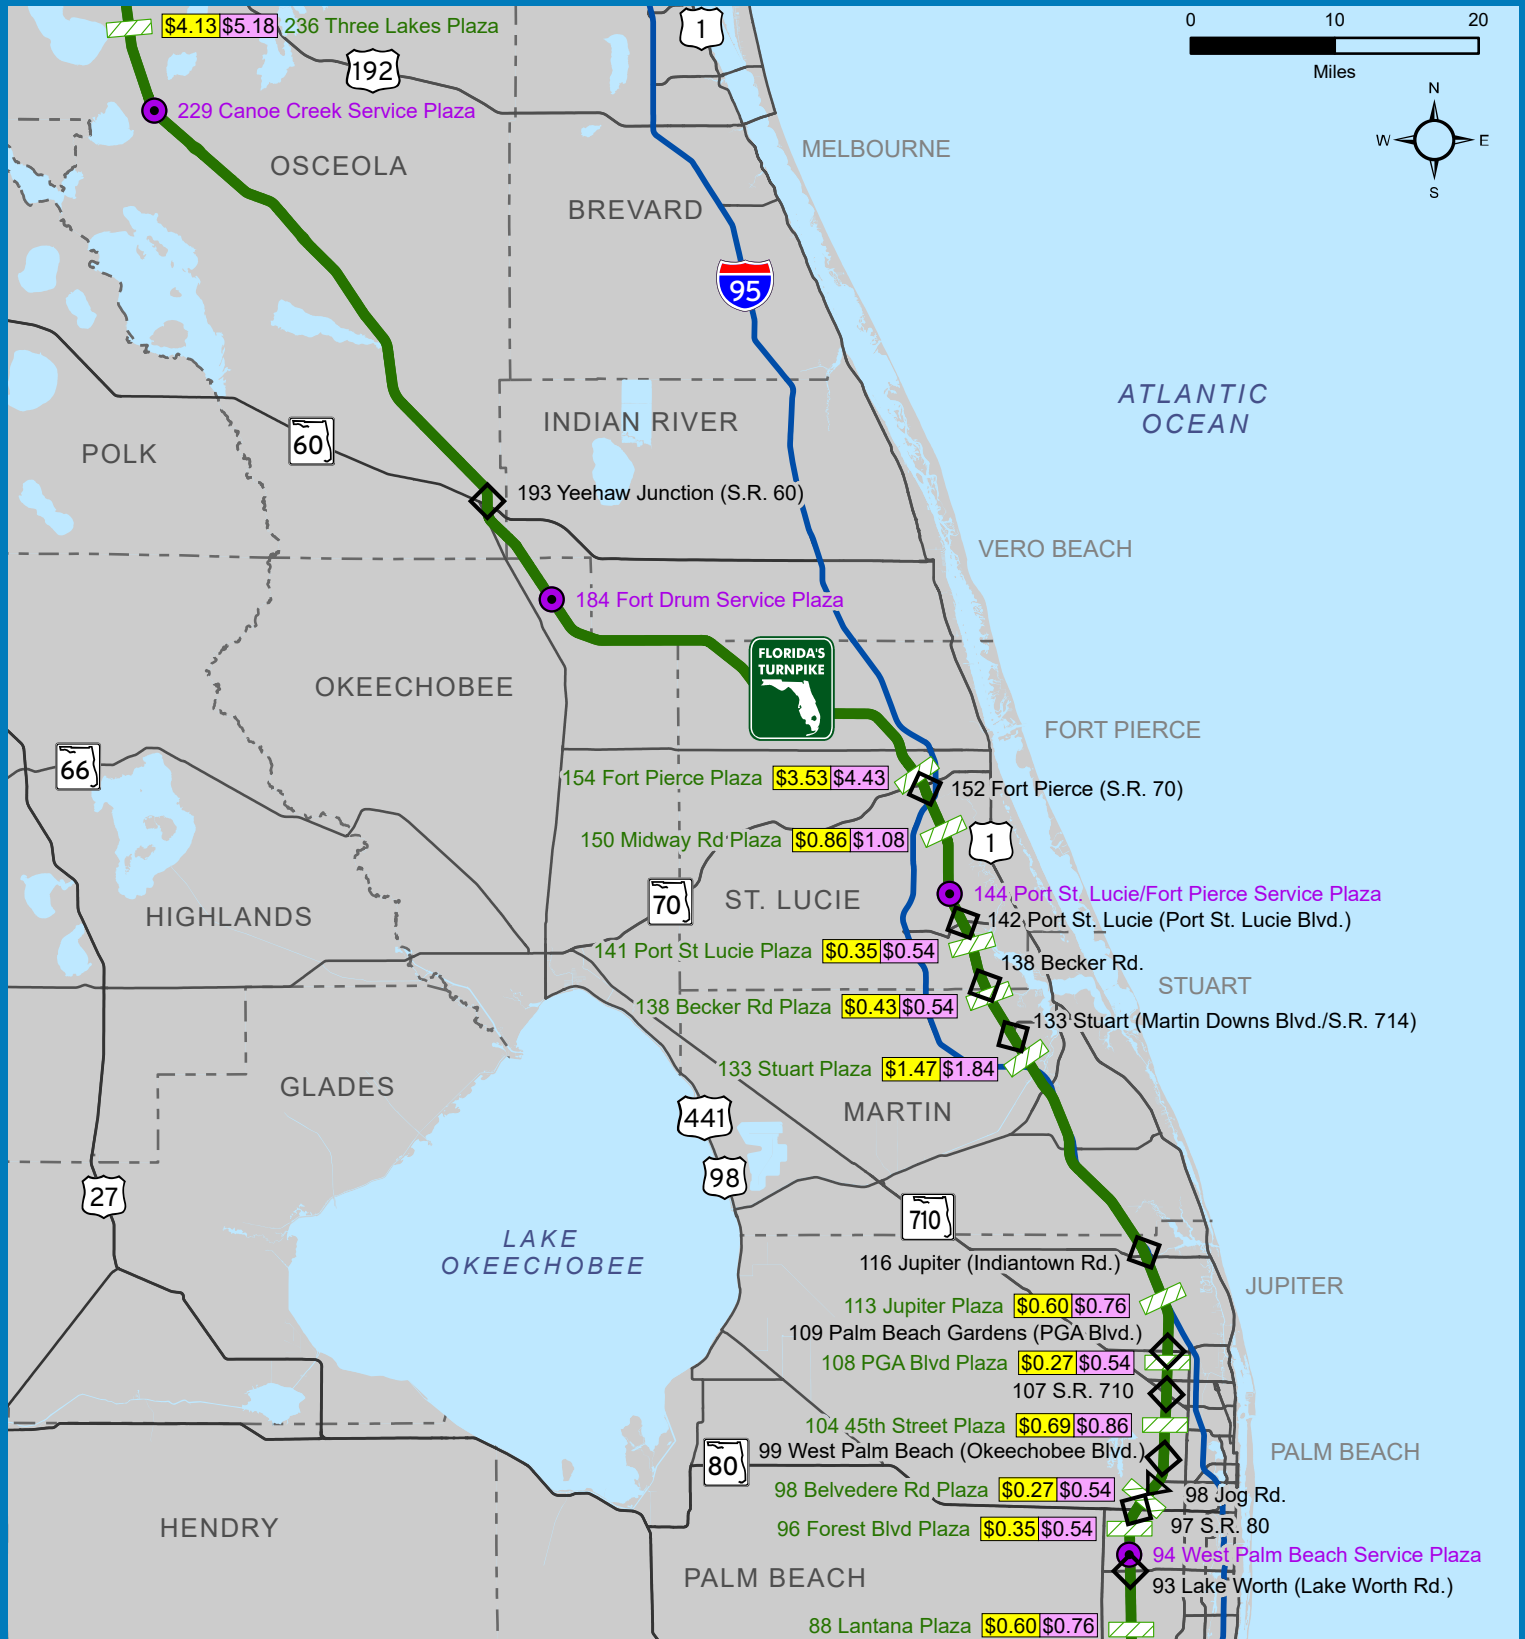 1
0 10 20
$4.13 $5.18 236 Three Lakes Plaza
192
Miles
N
229 Canoe Creek Service Plaza
W E
MELBOURNE
OSCEOLA
S
BREVARD
95
ATLANTIC
OCEAN
INDIAN RIVER
60
POLK
193 Yeehaw Junction (S.R. 60)
VERO BEACH
184 Fort Drum Service Plaza
FLORIDA'S
TURNPIKE
OKEECHOBEE
FORT PIERCE
66
154 Fort Pierce Plaza $3.53 $4.43
152 Fort Pierce (S.R. 70)
150 Midway Rd Plaza $0.86 $1.08
1
144 Port St. Lucie/Fort Pierce Service Plaza
70
ST. LUCIE
HIGHLANDS
142 Port St. Lucie (Port St. Lucie Blvd.)
141 Port St Lucie Plaza $0.35 $0.54
138 Becker Rd.
STUART
138 Becker Rd Plaza $0.43 $0.54
133 Stuart (Martin Downs Blvd./S.R. 714)
133 Stuart Plaza $1.47 $1.84
GLADES
MARTIN
441
98
27
710
LAKE
OKEECHOBEE
116 Jupiter (Indiantown Rd.)
JUPITER
113 Jupiter Plaza $0.60 $0.76
109 Palm Beach Gardens (PGA Blvd.)
108 PGA Blvd Plaza $0.27 $0.54
107 S.R. 710
104 45th Street Plaza $0.69 $0.86
99 West Palm Beach (Okeechobee Blvd.)
PALM BEACH
80
98 Belvedere Rd Plaza $0.27 $0.54
98 Jog Rd.
HENDRY
96 Forest Blvd Plaza $0.35 $0.54
97 S.R. 80
94 West Palm Beach Service Plaza
PALM BEACH
93 Lake Worth (Lake Worth Rd.)
88 Lantana Plaza $0.60 $0.76